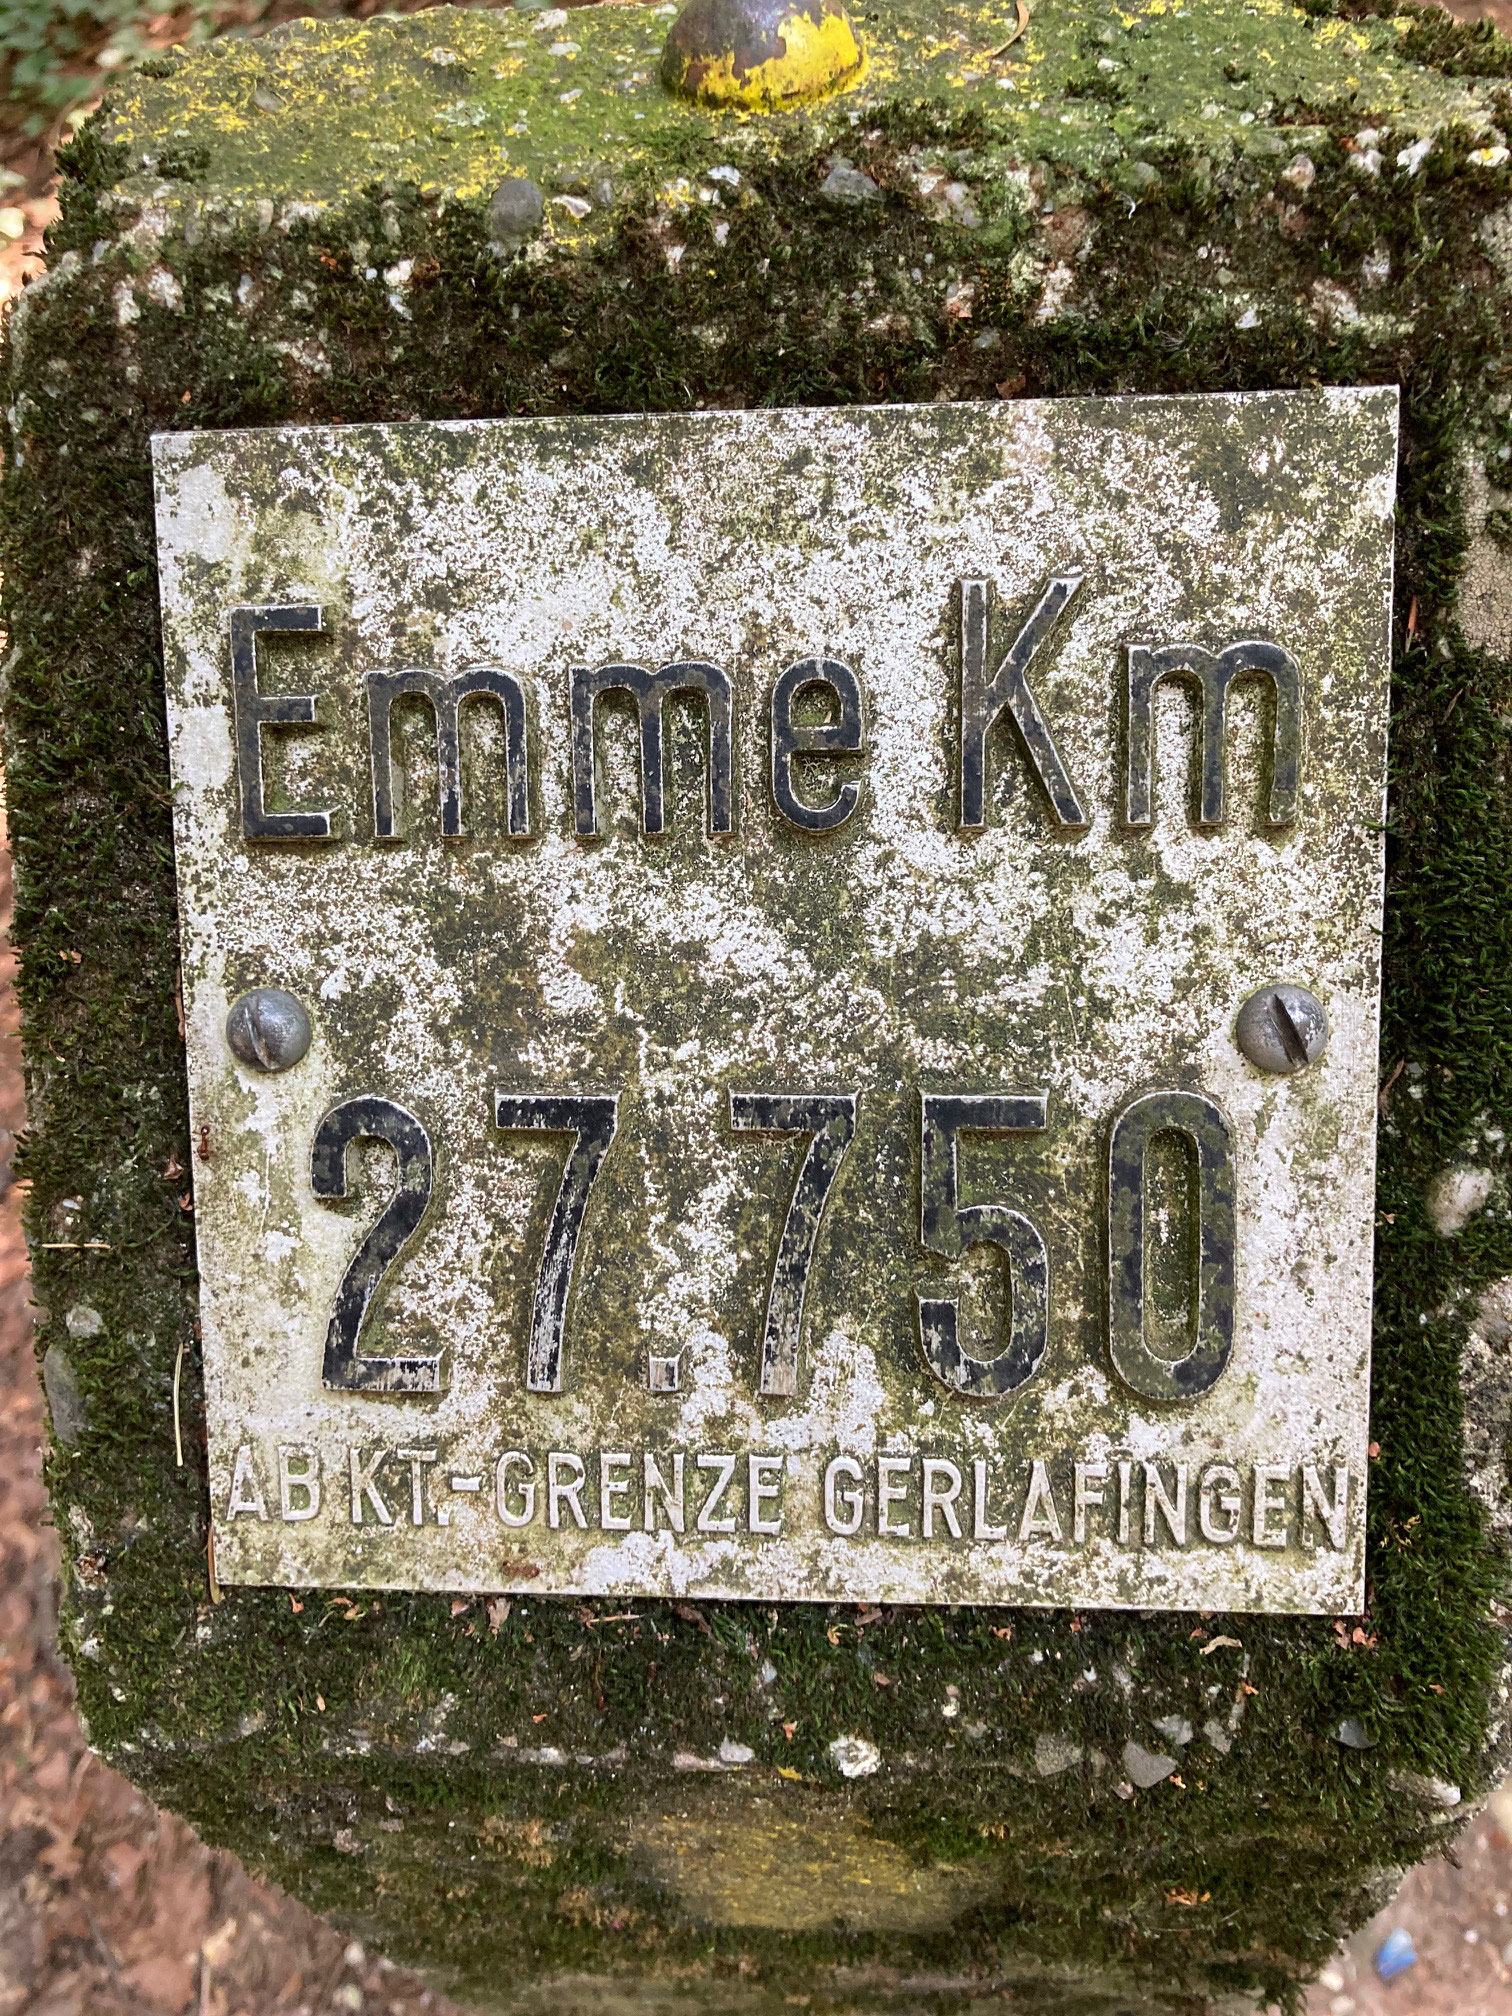 Emme Km
27.750
AB KT.-GRENZE GERLAFINGEN